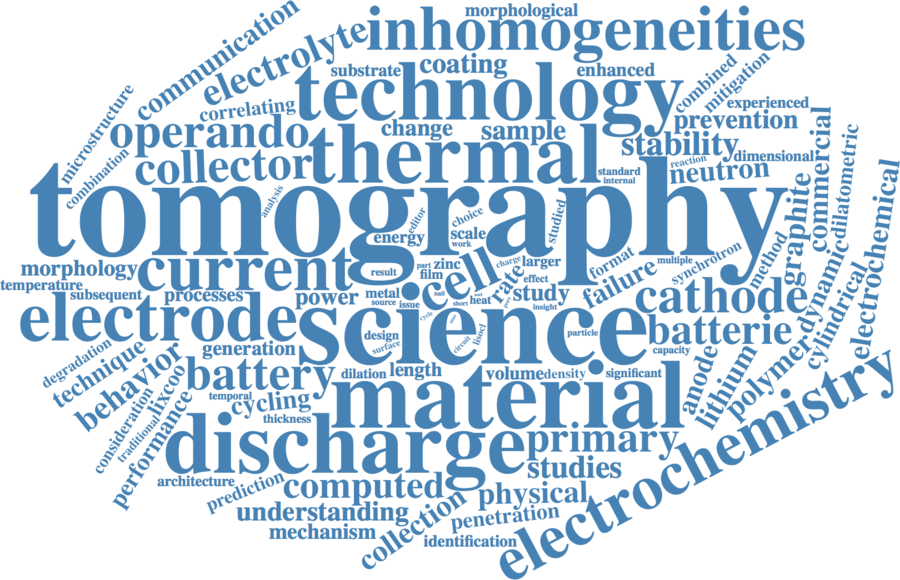 morphological
communication
inhomogeneities
electrolyte
coating
substrate
enhanced
technology
combined
mitigation
microstructure
correlating
experienced
operando
change
sample
prevention
thermal
stability
combination
collector
reaction
dimensional
commercial
dilatometric
neutron
standard
internal
tomography
analysis
editor
choice
studied
graphite
electrochemical
energy
scale
work
method
synchrotron
multiple
morphology
current
result
part
zinc
film
cell
charge
larger
rate
effect
format
failure
temperature
subsequent
processes
power
metal
source
issue
nail
short
heat
study
insight
cathode
dynamic
cylindrical
electrode
science
cycle
design
surface
circuit
lisocl
particle
batterie
capacity
polymer
generation
degradation
technique
behavior
lixcoo
battery
dilation
length
volume
density
significant
anode
lithium
temporal
cycling
thickness
material
consideration
traditional
performance
discharge
primary
electrochemistry
studies
architecture
prediction
computed
physical
understanding
collection
penetration
mechanism
identification